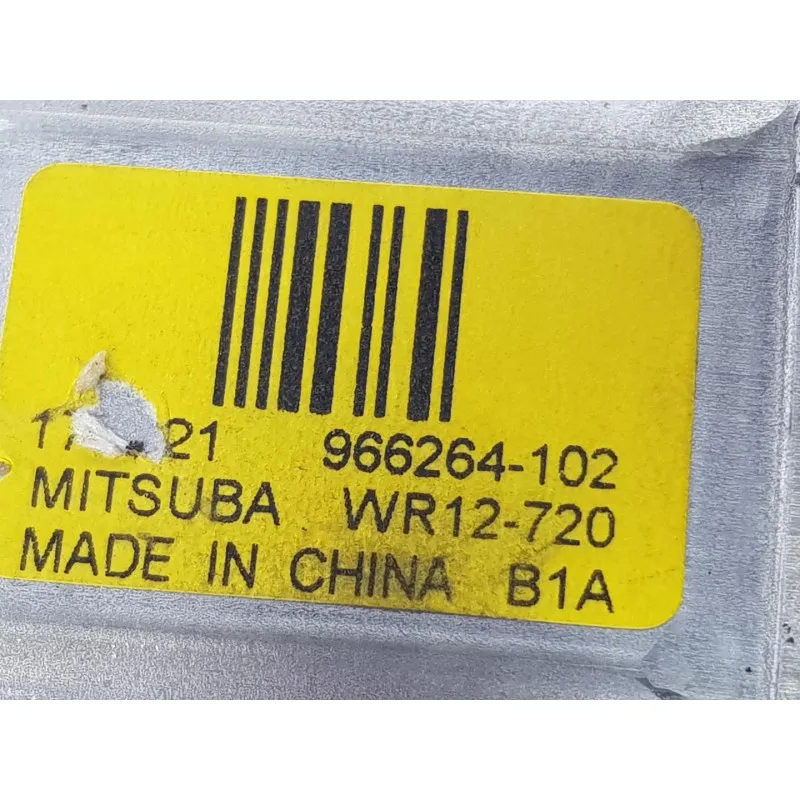 966264-102
MITSUBA WR12-720
MADE IN CHINA B1A